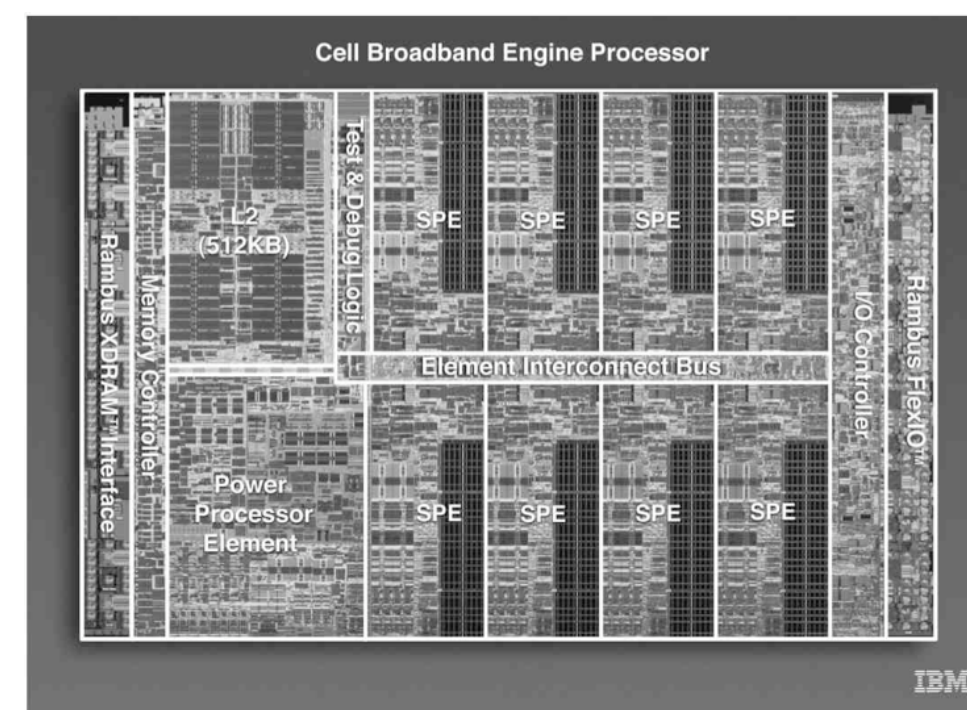 Cell Broadband Engine Processor
Rambus XDRAM™ Interface
Memory Controller
L2
(512KB)
Test & Debug Logic
SPE
SPE
SPE
SPE
Element Interconnect Bus
I/O Controller
Rambus FlexIO™
Power
Processor
Element
SPE
SPE
SPE
SPE
IBM